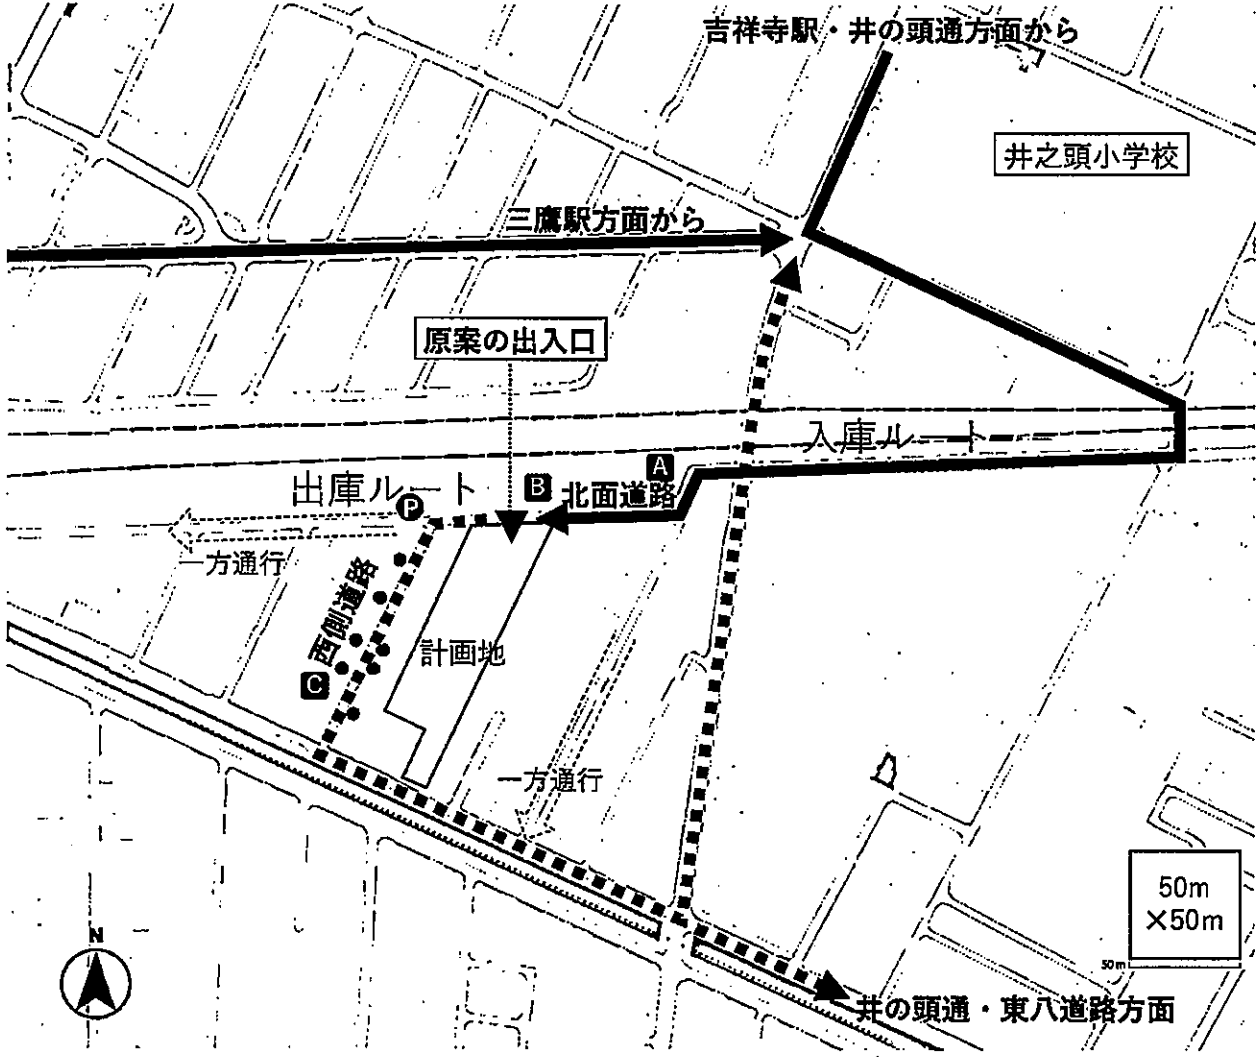 吉祥寺駅・井の頭通方面から
井之頭小学校
三鷹駅方面から
原案の出入口
入庫ルート
A
出庫ルート
B
北面道路
P
一方通行
西側道路
計画地
C
一方通行
50m
×50m
50m
N
井の頭通・東八道路方面